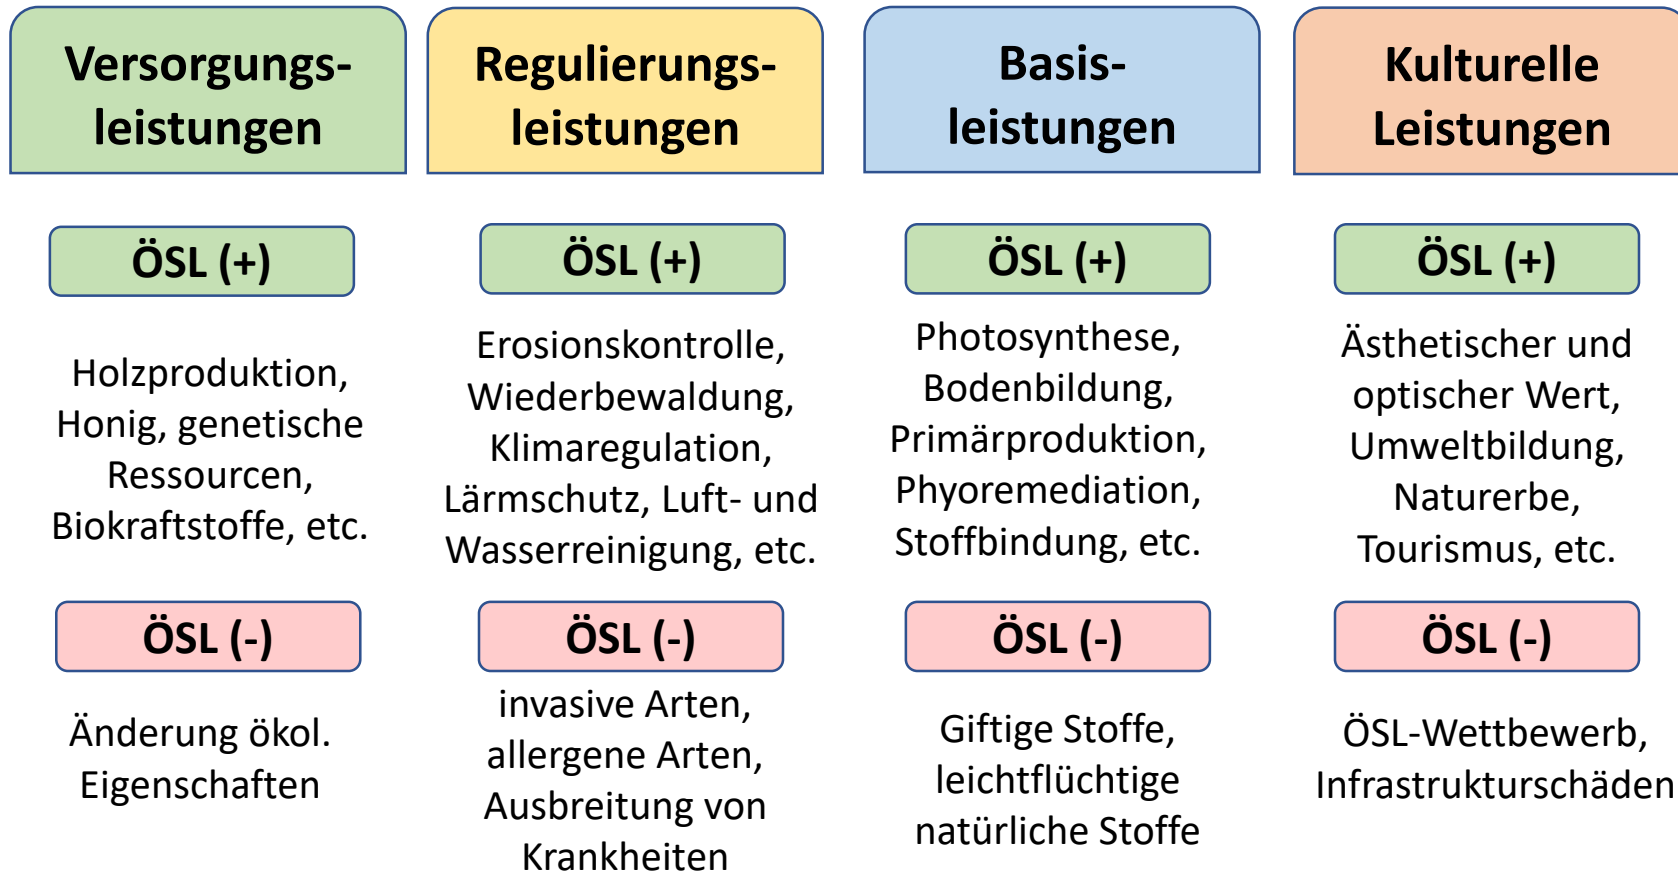 Versorgungs-
leistungen
ÖSL (+)
Holzproduktion,
Honig, genetische
Ressourcen,
Biokraftstoffe, etc.
ÖSL (-)
Änderung ökol.
Eigenschaften
Regulierungs-
leistungen
ÖSL (+)
Erosionskontrolle,
Wiederbewaldung,
Klimaregulation,
Lärmschutz, Luft- und
Wasserreinigung, etc.
ÖSL (-)
invasive Arten,
allergene Arten,
Ausbreitung von
Krankheiten
Basis-
leistungen
ÖSL (+)
Photosynthese,
Bodenbildung,
Primärproduktion,
Phyoremediation,
Stoffbindung, etc.
ÖSL (-)
Giftige Stoffe,
leichtflüchtige
natürliche Stoffe
Kulturelle
Leistungen
ÖSL (+)
Ästhetischer und
optischer Wert,
Umweltbildung,
Naturerbe,
Tourismus, etc.
ÖSL (-)
ÖSL-Wettbewerb,
Infrastrukturschäden